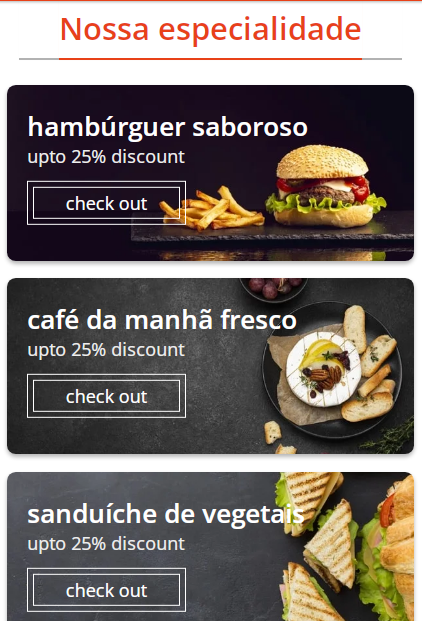 Nossa especialidade
hambúrguer saboroso
upto 25% discount
check out
café da manhã fresco
upto 25% discount
check out
sanduíche de vegetais
upto 25% discount
check out